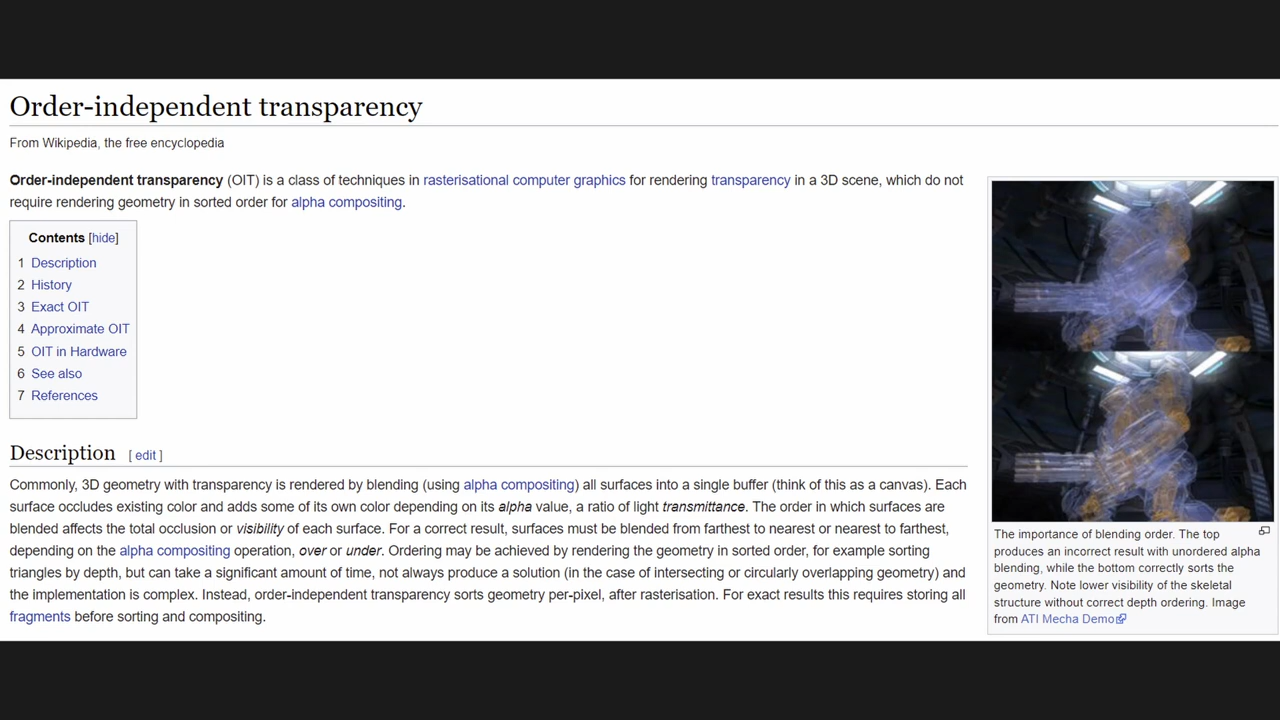 Order-independent transparency
From Wikipedia, the free encyclopedia
Order-independent transparency (OIT) is a class of techniques in rasterisational computer graphics for rendering transparency in a 3D scene, which do not
require rendering geometry in sorted order for alpha compositing.
Contents [hide]
1 Description
2 History
3 Exact OIT
4 Approximate OIT
5 OIT in Hardware
6 See also
7 References
Description [ edit ]
Commonly, 3D geometry with transparency is rendered by blending (using alpha compositing) all surfaces into a single buffer (think of this as a canvas). Each
surface occludes existing color and adds some of its own color depending on its alpha value, a ratio of light transmittance. The order in which surfaces are
blended affects the total occlusion or visibility of each surface. For a correct result, surfaces must be blended from farthest to nearest or nearest to farthest,
depending on the alpha compositing operation, over or under. Ordering may be achieved by rendering the geometry in sorted order, for example sorting
triangles by depth, but can take a significant amount of time, not always produce a solution (in the case of intersecting or circularly overlapping geometry) and
the implementation is complex. Instead, order-independent transparency sorts geometry per-pixel, after rasterisation. For exact results this requires storing all
fragments before sorting and compositing.
The importance of blending order. The top
produces an incorrect result with unordered alpha
blending, while the bottom correctly sorts the
geometry. Note lower visibility of the skeletal
structure without correct depth ordering. Image
from ATI Mecha Demo